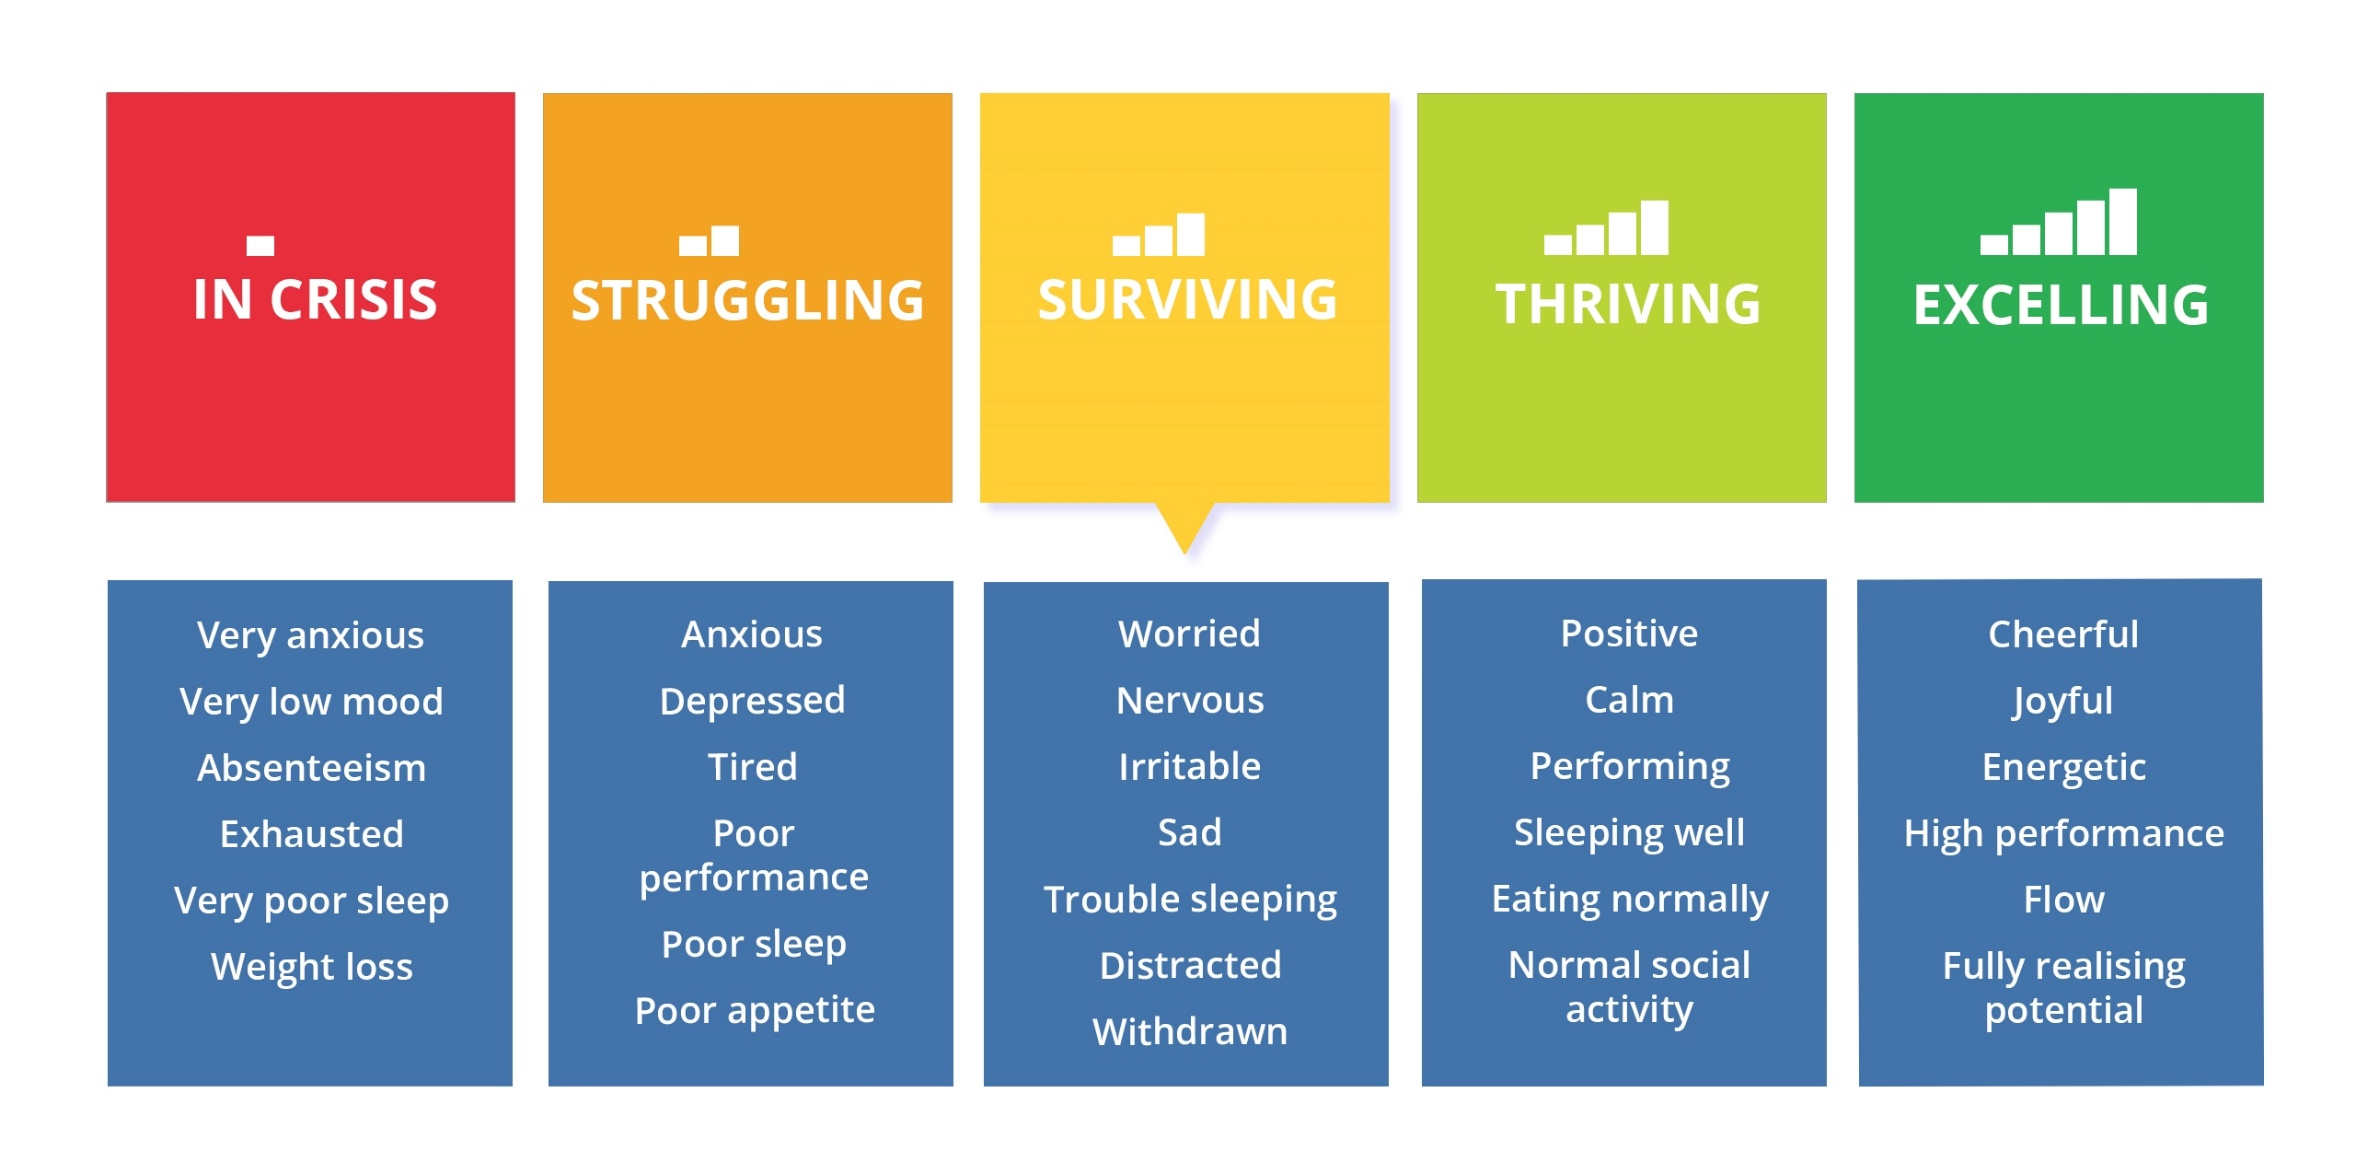 IN CRISIS
STRUGGLING
SURVIVING
THRIVING
EXCELLING
Very anxious
Very low mood
Absenteeism
Exhausted
Very poor sleep
Weight loss
Anxious
Depressed
Tired
Poor
performance
Poor sleep
Poor appetite
Worried
Nervous
Irritable
Sad
Trouble sleeping
Distracted
Withdrawn
Positive
Calm
Performing
Sleeping well
Eating normally
Normal social
activity
Cheerful
Joyful
Energetic
High performance
Flow
Fully realising
potential